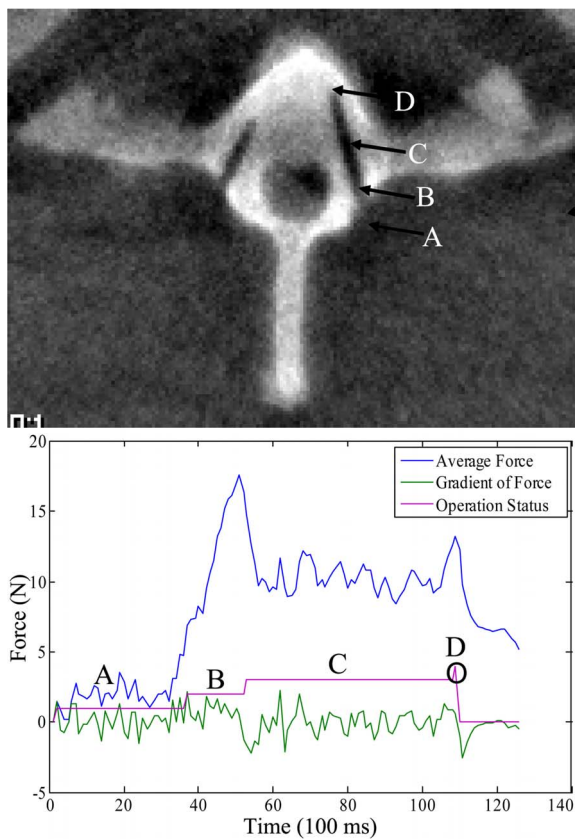 D
C
B
A
20
15
10
5
0
-5
Force (N)
Average Force
Gradient of Force
Operation Status
A
B
C
D
O
0
20
40
60
80
100
120
140
Time (100 ms)